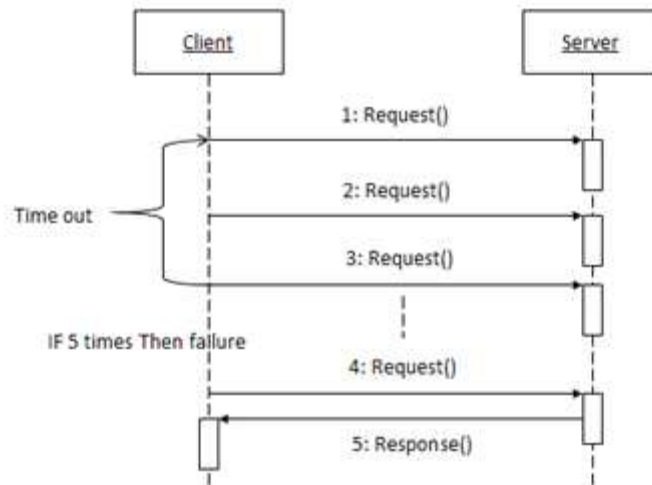 Client
Server
1: Request()
2: Request()
Time out
3: Request()
IF 5 times Then failure
4: Request()
5: Response()